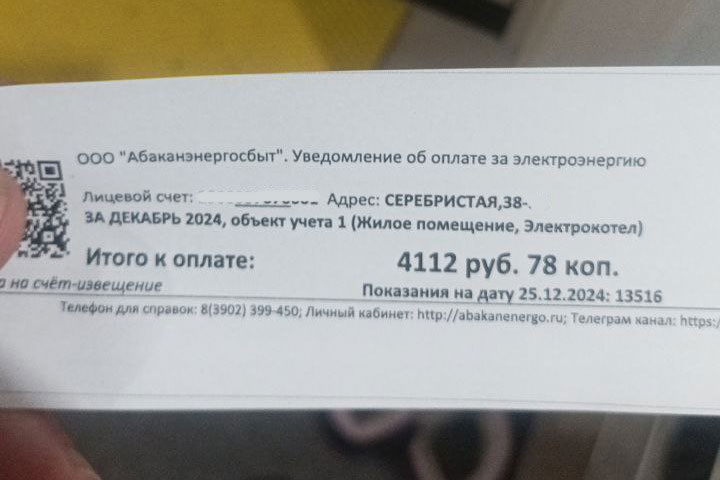 ООО "Абаканэнергосбыт". Уведомление об оплате за электроэнергию
Лицевой счет: Адрес: СЕРЕБРИСТАЯ,38-.
ЗА ДЕКАБРЬ 2024, объект учета 1 (Жилое помещение, Электрокотел)
Итого к оплате: 4112 руб. 78 коп.
на счёт-извещение Показания на дату 25.12.2024: 13516
Телефон для справок: 8(3902) 399-450; Личный кабинет: http://abakanenergo.ru; Телеграм канал: https:/